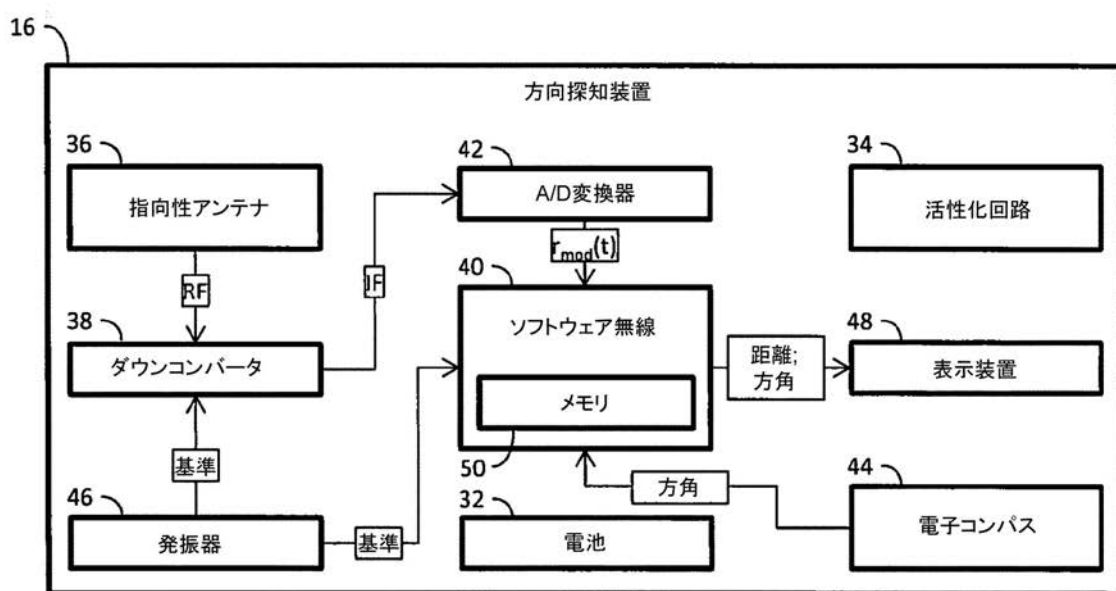 16
方向探知装置
36
指向性アンテナ
42
A/D変換器
34
活性化回路
RF
IF
r_mod(t)
38
ダウンコンバータ
40
ソフトウェア無線
メモリ
50
距離;
方角
48
表示装置
基準
方角
46
発振器
基準
32
電池
44
電子コンパス